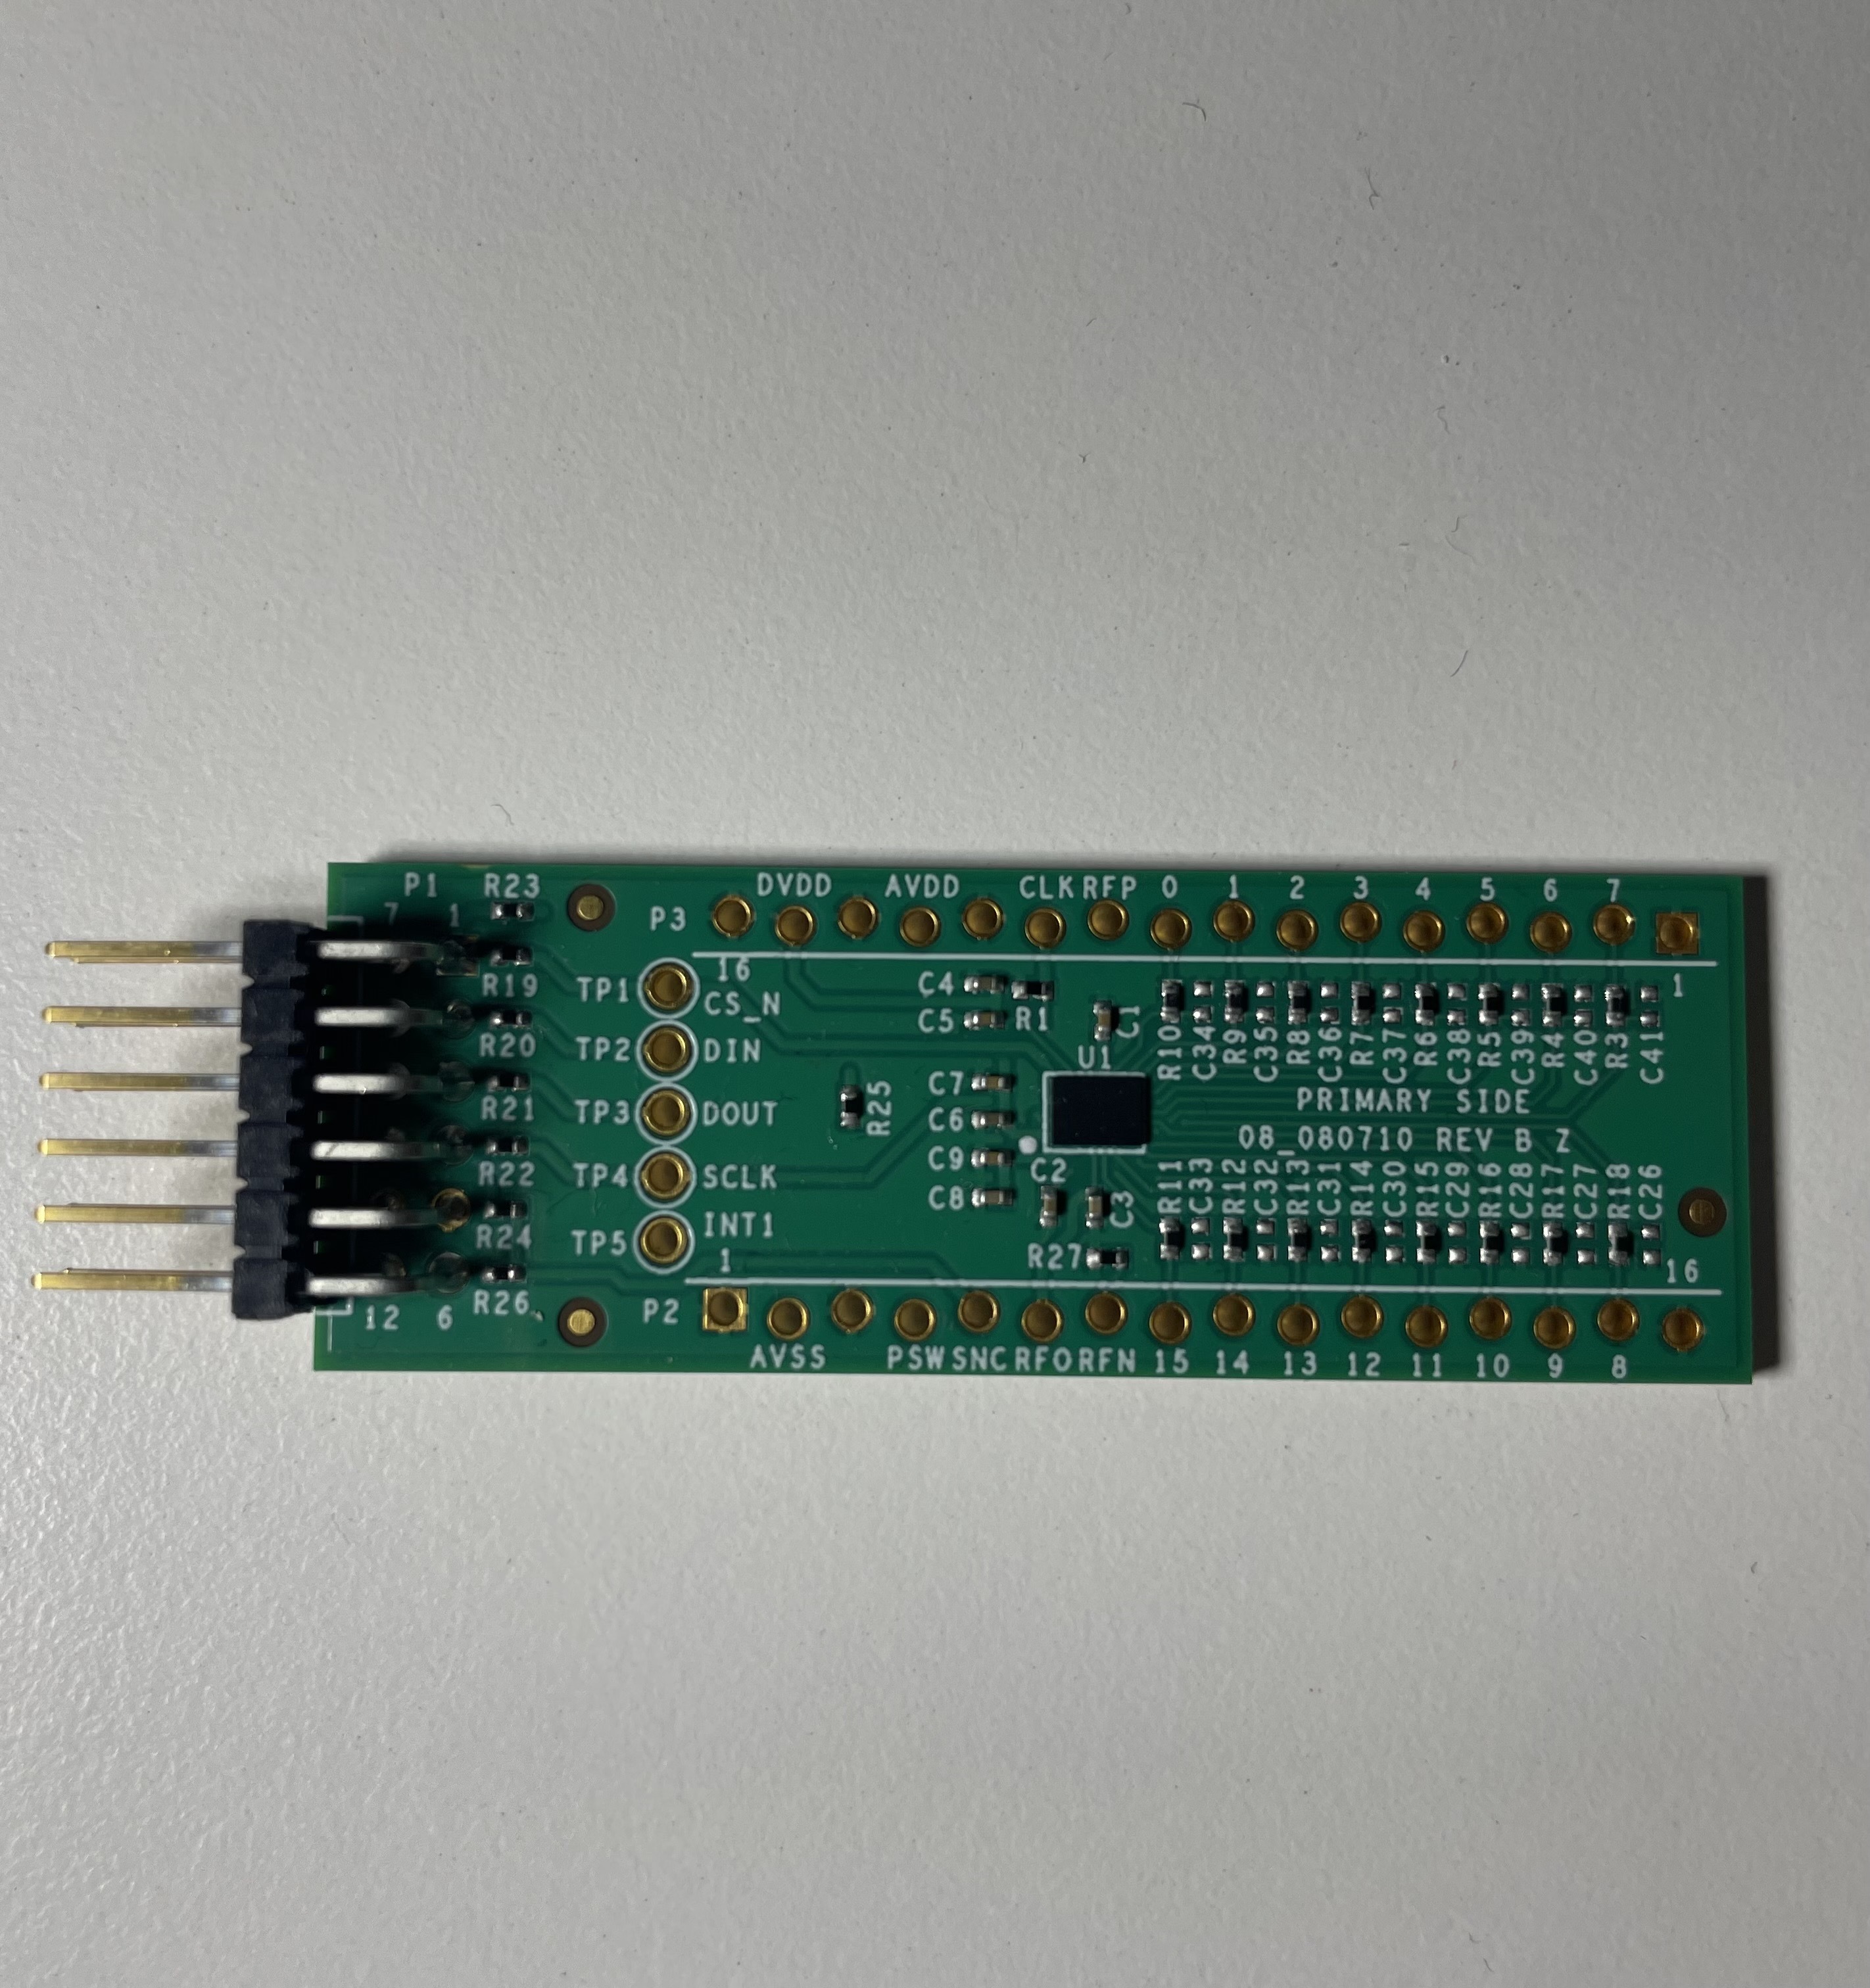 P1 R23 DVDD AVDD CLK RFP 0 1 2 3 4 5 6 7
7 1 P3
R19 TP1 16 C4 1
CS_N
C5 R1 C1
R10 C34 R9 C35 R8 C36 R7 C37 R6 C38 R5 C39 R4 C40 R3 C41
R20 TP2 DIN U1
C7
R21 TP3 DOUT R25 PRIMARY SIDE
C6
08_080710 REV B Z
R22 TP4 SCLK C9 C2
C8 C3
R11 C33 R12 C32 R13 C31 R14 C30 R15 C29 R16 C28 R17 C27 R18 C26
R24 TP5 INT1
1 R27 16
12 6 R26 P2
AVSS PSW SNC RFO RFN 15 14 13 12 11 10 9 8